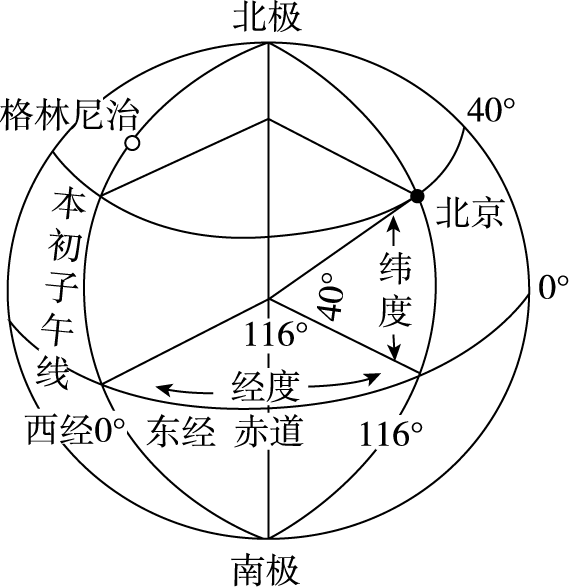 北极
格林尼治
40°
北京
本初子午线
纬度
40°
0°
116°
经度
西经0°
东经
赤道
116°
南极